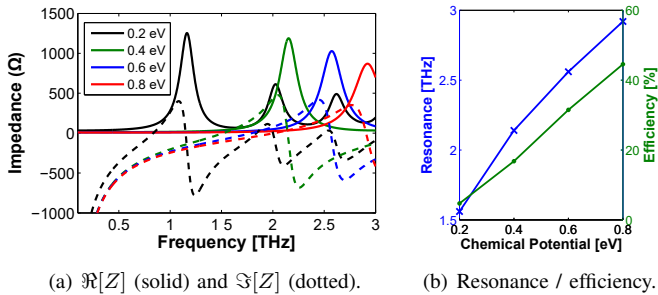 1500
1000
500
0
−500
−1000
Impedance (Ω)
0.2 eV
0.4 eV
0.6 eV
0.8 eV
0.5 1 1.5 2 2.5 3
Frequency [THz]
(a) ℜ[Z] (solid) and ℑ[Z] (dotted).
3
2.5
2
1.5
Resonance [THz]
60
40
20
0
Efficiency [%]
0.2 0.4 0.6 0.8
Chemical Potential [eV]
(b) Resonance / efficiency.